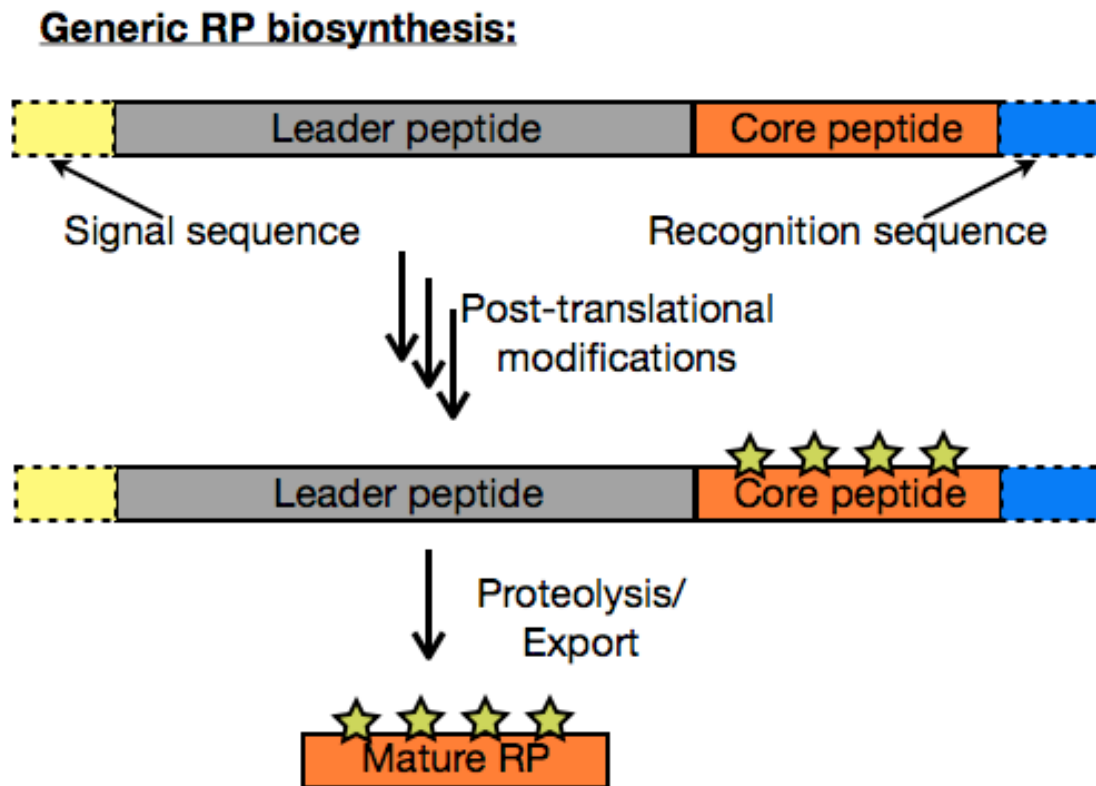 Generic RP biosynthesis:
Leader peptide
Core peptide
Signal sequence
Recognition sequence
Post-translational
modifications
Leader peptide
Core peptide
Proteolysis/
Export
Mature RP